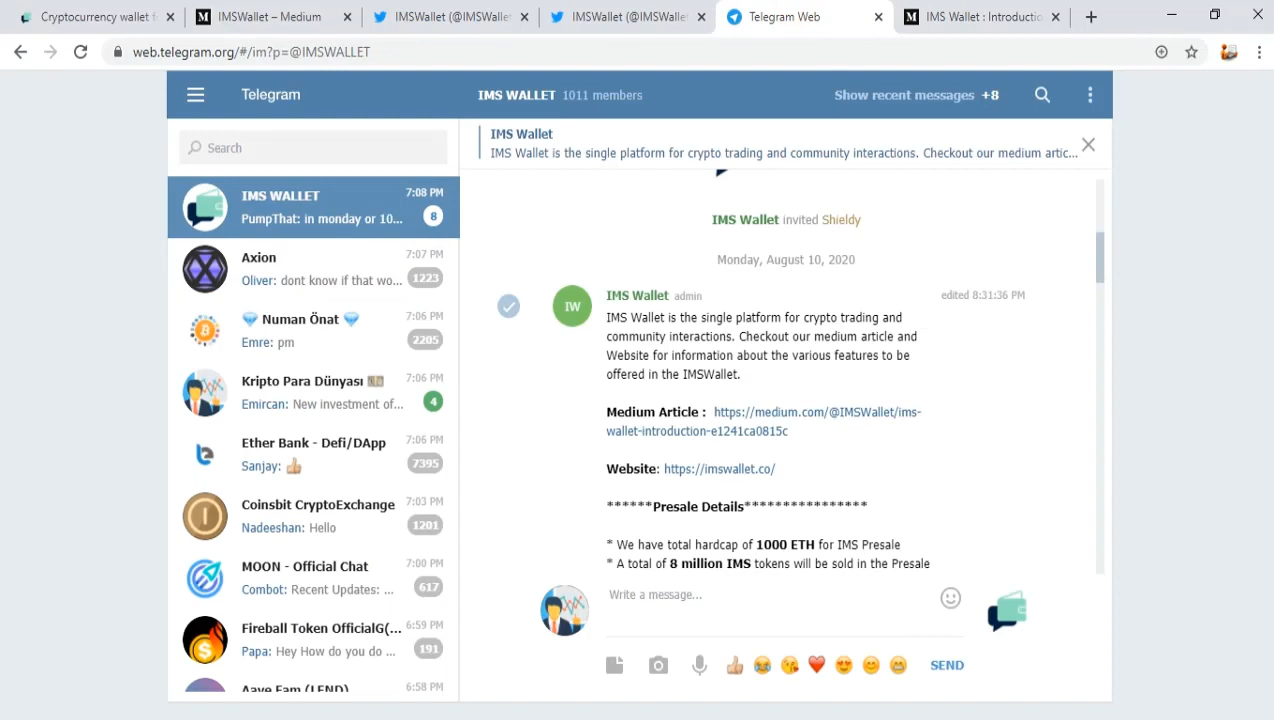 Cryptocurrency wallet f
IMSWallet – Medium
IMSWallet (@IMSWalle
IMSWallet (@IMSWalle
Telegram Web
IMS Wallet : Introductio
web.telegram.org/#/im?p=@IMSWALLET
Telegram
IMS WALLET 1011 members
Show recent messages +8
Search
IMS WALLET 7:08 PM
PumpThat: in monday or 10... 8
Axion 7:07 PM
Oliver: dont know if that wo... 1223
💎 Numan Önat 💎 7:06 PM
Emre: pm 2205
Kripto Para Dünyası 💴 7:06 PM
Emircan: New investment of... 4
Ether Bank - Defi/DApp 7:06 PM
Sanjay: 👍 7395
Coinsbit CryptoExchange 7:03 PM
Nadeeshan: Hello 1201
MOON - Official Chat 7:00 PM
Combot: Recent Updates: ... 617
Fireball Token OfficialG(... 6:59 PM
Papa: Hey How do you do ... 191
Aave Fam (LEND) 6:58 PM
IMS Wallet
IMS Wallet is the single platform for crypto trading and community interactions. Checkout our medium artic...
IMS Wallet invited Shieldy
Monday, August 10, 2020
IW
IMS Wallet admin edited 8:31:36 PM
IMS Wallet is the single platform for crypto trading and
community interactions. Checkout our medium article and
Website for information about the various features to be
offered in the IMSWallet.
Medium Article : https://medium.com/@IMSWallet/ims-
wallet-introduction-e1241ca0815c
Website: https://imswallet.co/
******Presale Details****************
* We have total hardcap of 1000 ETH for IMS Presale
* A total of 8 million IMS tokens will be sold in the Presale
Write a message...
SEND